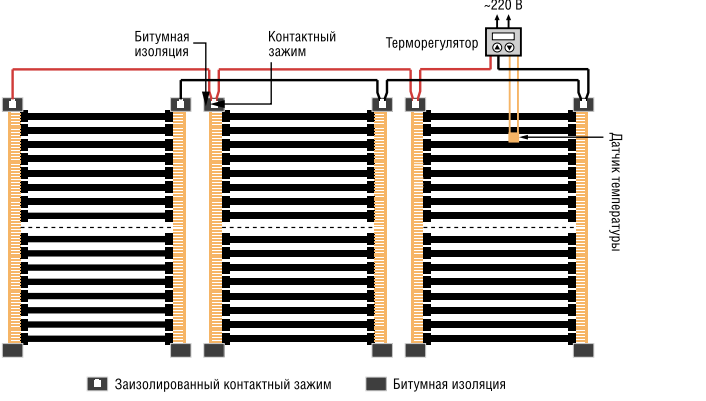 ~220 В
Битумная
изоляция
Контактный
зажим
Терморегулятор
Датчик температуры
Заизолированный контактный зажим
Битумная изоляция